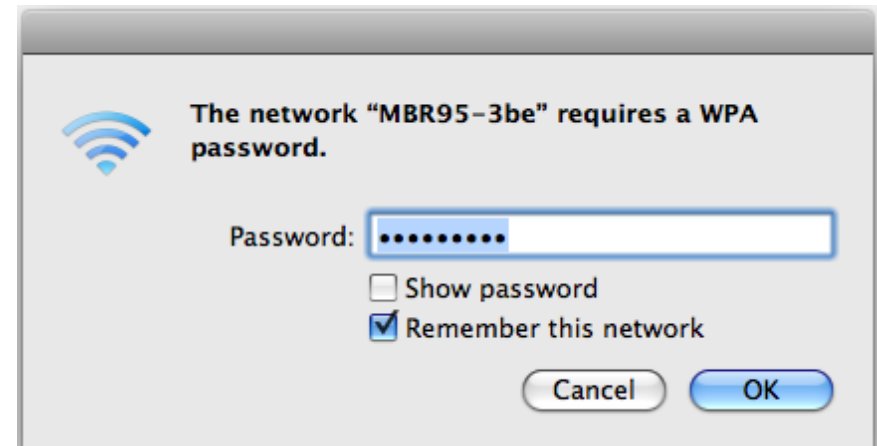 The network “MBR95-3be” requires a WPA
password.
Password: •••••••••
Show password
Remember this network
Cancel OK